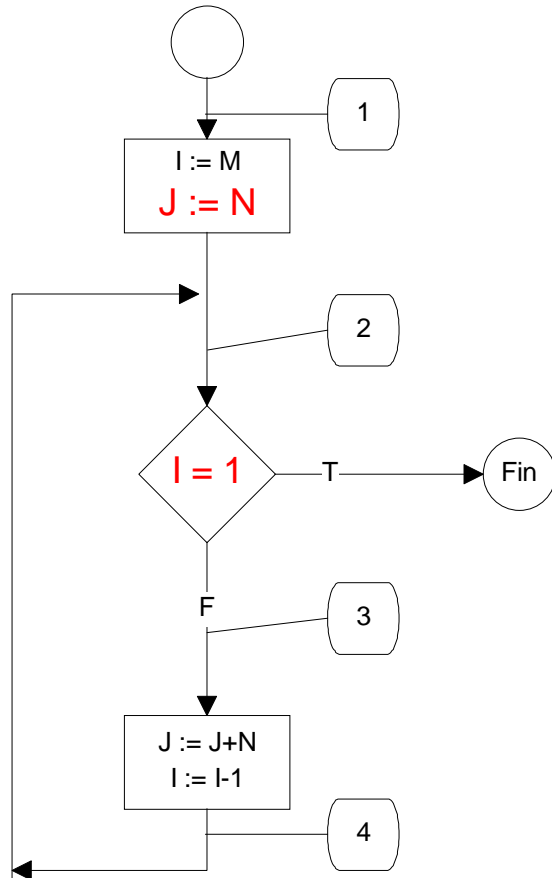 1
I := M
J := N
2
I = 1
T
Fin
F
3
J := J+N
I := I-1
4